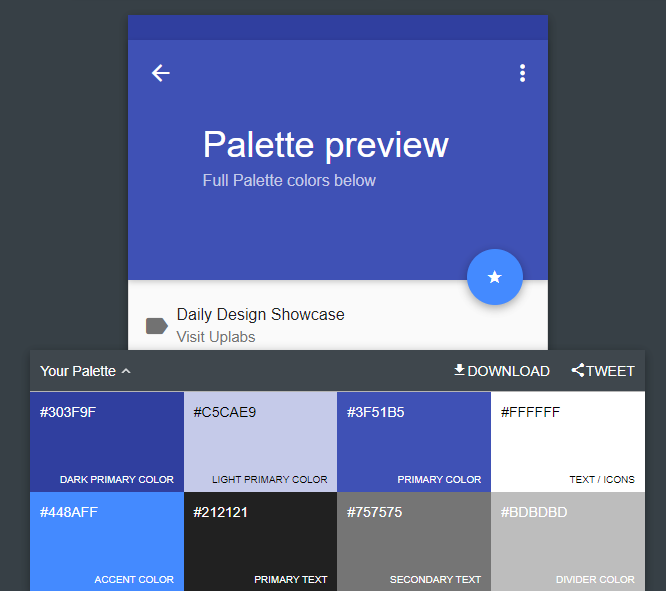 Palette preview
Full Palette colors below
Daily Design Showcase
Visit Uplabs
Your Palette
DOWNLOAD
TWEET
#303F9F
#C5CAE9
#3F51B5
#FFFFFF
DARK PRIMARY COLOR
LIGHT PRIMARY COLOR
PRIMARY COLOR
TEXT / ICONS
#448AFF
#212121
#757575
#BDBDBD
ACCENT COLOR
PRIMARY TEXT
SECONDARY TEXT
DIVIDER COLOR